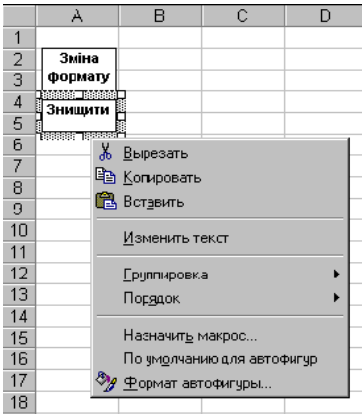 A B C D
1
2 Зміна
3 формату
4 Знищити
5
6 Вырезать
7 Копировать
8 Вставить
9
10 Изменить текст
11
12 Группировка
13 Порядок
14
15 Назначить макрос...
16 По умолчанию для автофигур
17 Формат автофигуры...
18